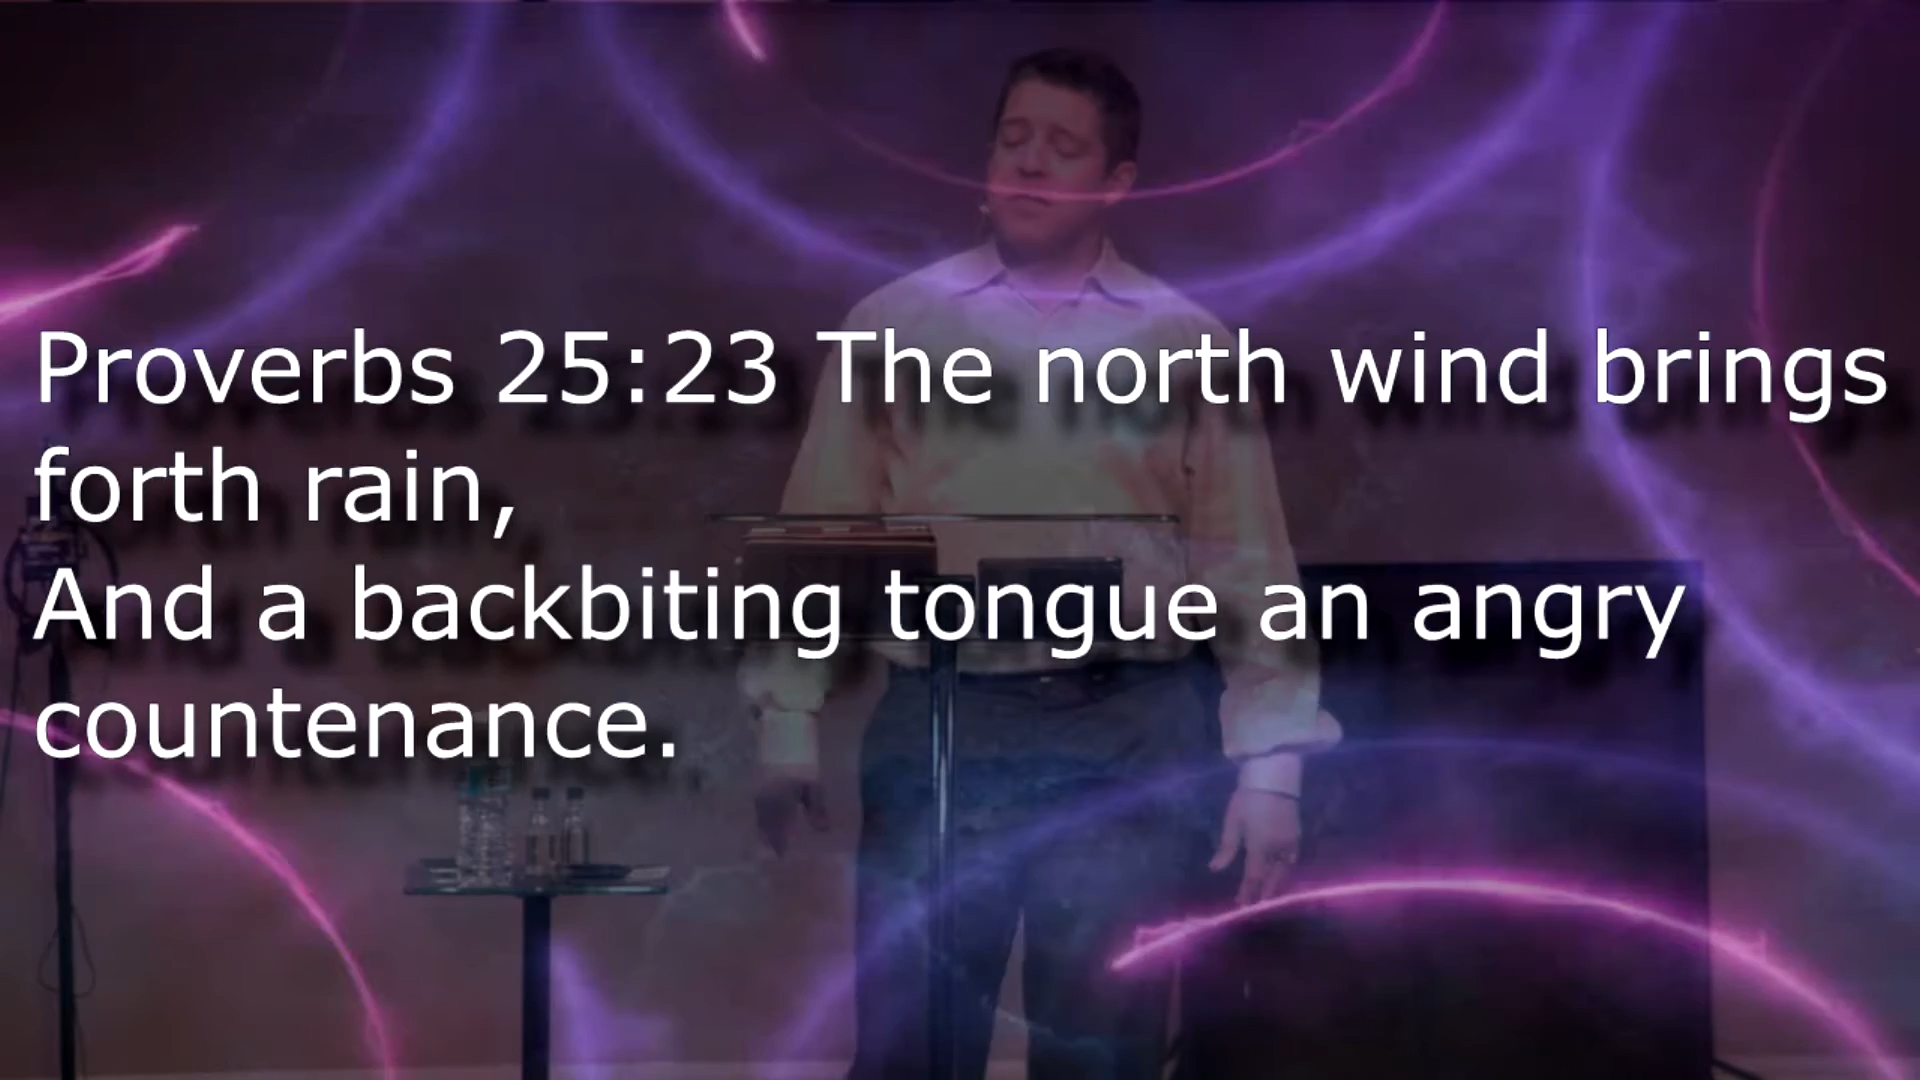 Proverbs 25:23 The north wind brings
forth rain,
And a backbiting tongue an angry
countenance.